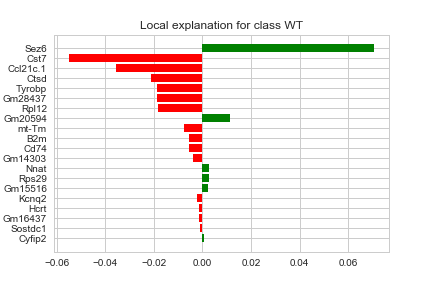 Local explanation for class WT
Sez6
Cst7
Ccl21c.1
Ctsd
Tyrobp
Gm28437
Rpl12
Gm20594
mt-Tm
B2m
Cd74
Gm14303
Nnat
Rps29
Gm15516
Kcnq2
Hcrt
Gm16437
Sostdc1
Cyfip2
−0.06 −0.04 −0.02 0.00 0.02 0.04 0.06